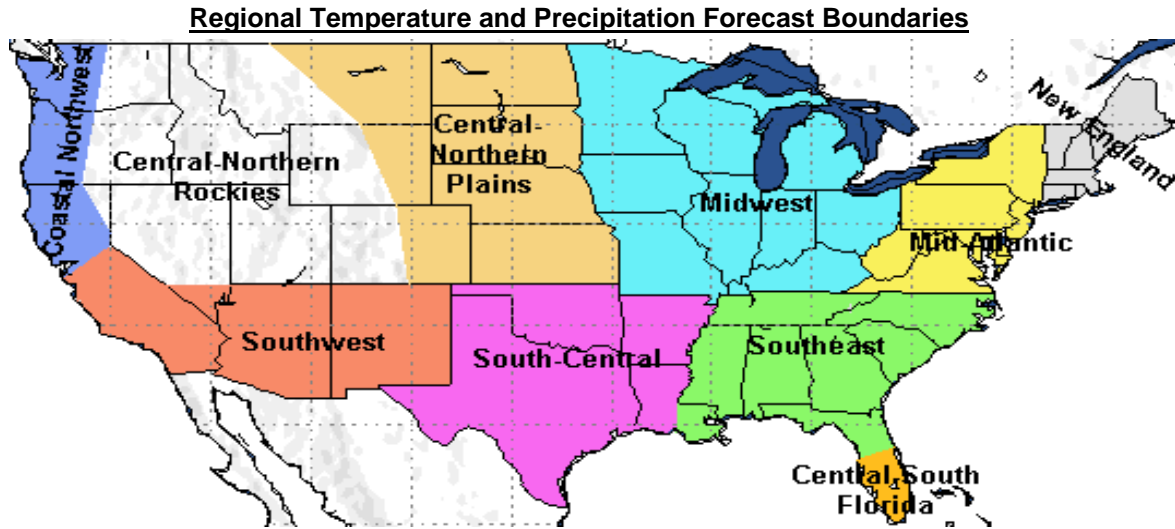 Regional Temperature and Precipitation Forecast Boundaries
Coastal Northwest
Central-Northern
Rockies
Central-
Northern
Plains
Midwest
New England
Mid-Atlantic
Southwest
South-Central
Southeast
Central, South
Florida